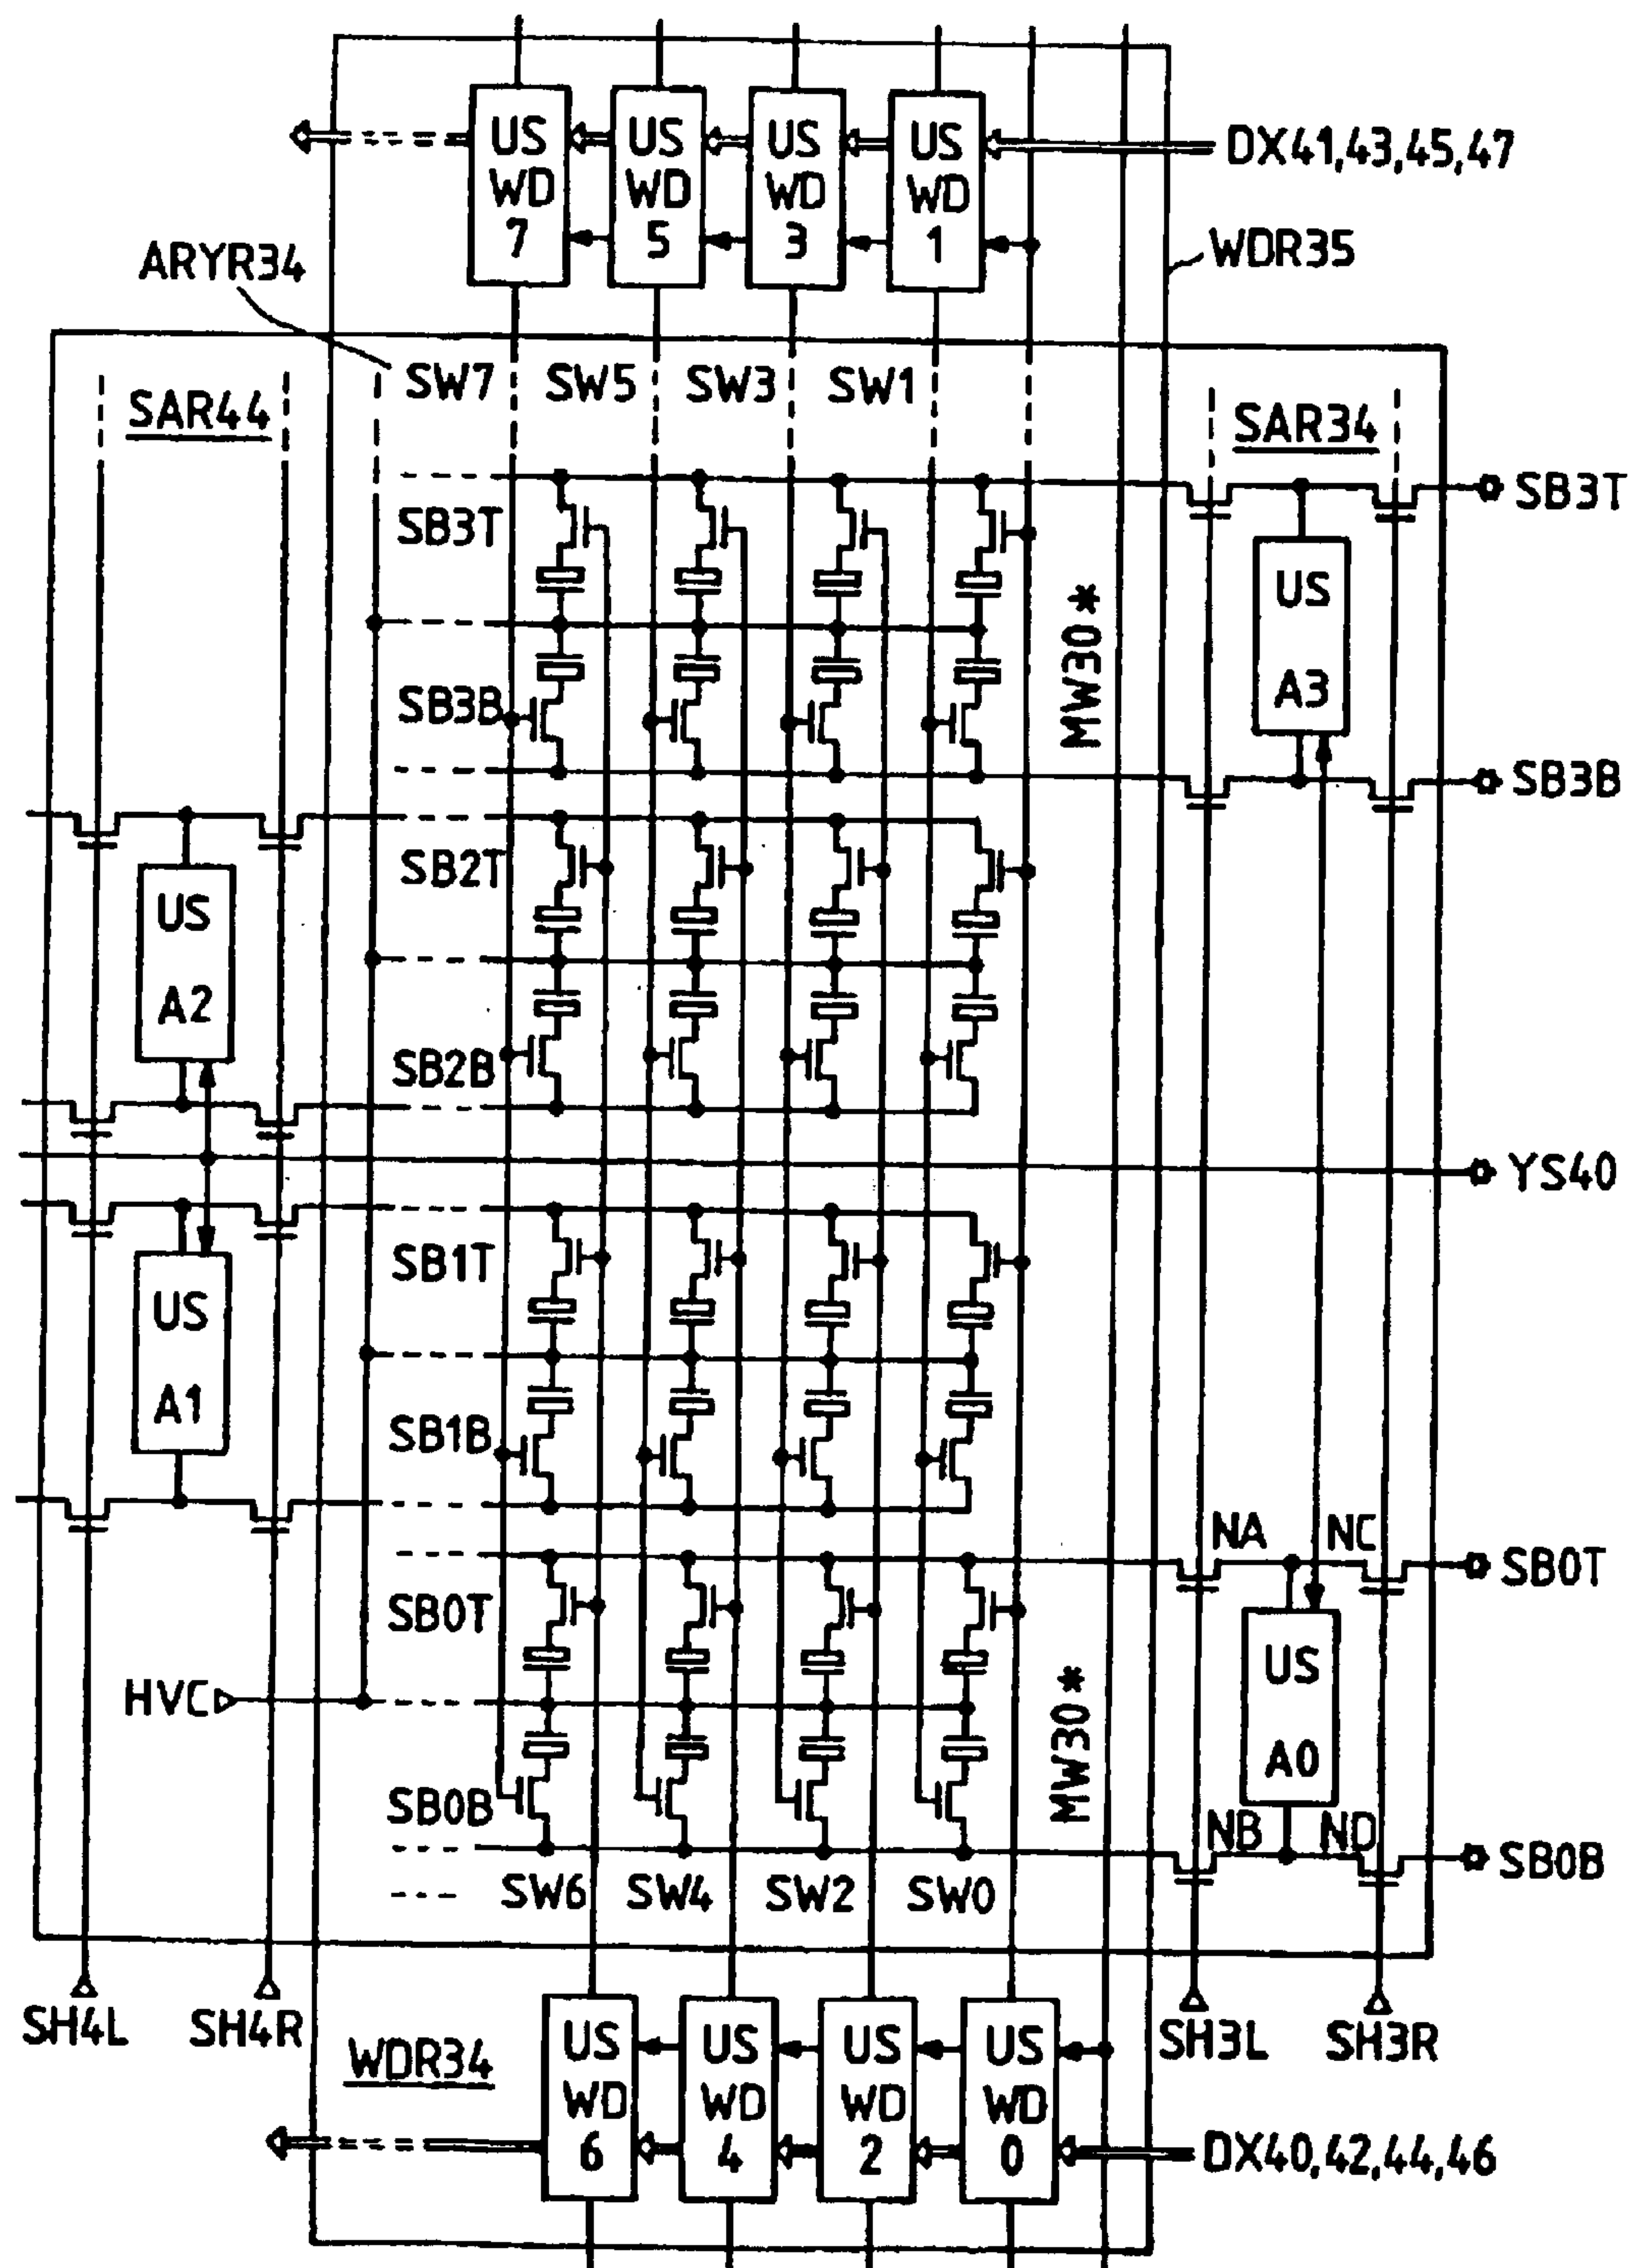 US WD 7
US WD 5
US WD 3
US WD 1
DX41,43,45,47
ARYR34
WDR35
SW7
SW5
SW3
SW1
SAR44
SAR34
SB3T
SB3T
US A3
MW30*
SB3B
SB3B
SB2T
US A2
SB2B
YS40
SB1T
US A1
SB1B
NA
NC
SB0T
SB0T
US A0
HVC
MW30*
SB0B
NB
ND
SB0B
SW6
SW4
SW2
SW0
SH4L
SH4R
SH3L
SH3R
WDR34
US WD 6
US WD 4
US WD 2
US WD 0
DX40,42,44,46